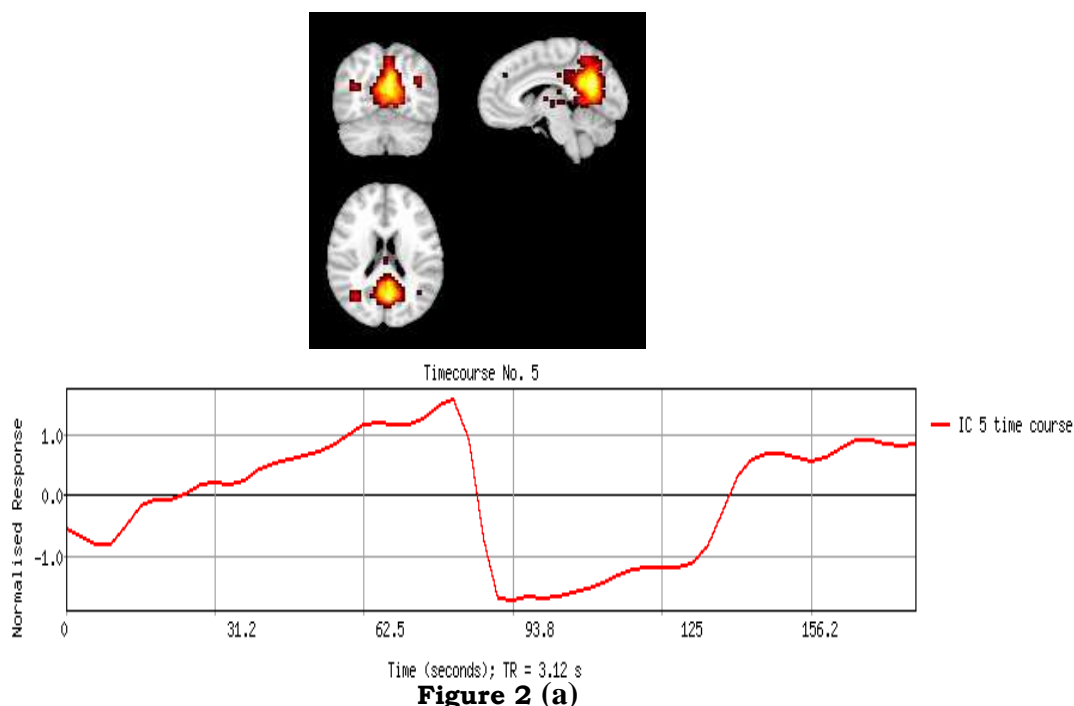 Timecourse No. 5
Normalised Response
1.0
0.0
-1.0
IC 5 time course
0 31.2 62.5 93.8 125 156.2
Time (seconds); TR = 3.12 s
Figure 2 (a)